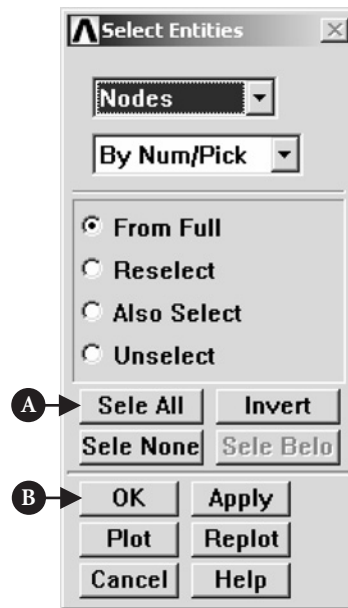 Select Entities
Nodes
By Num/Pick
From Full
Reselect
Also Select
Unselect
A Sele All Invert
Sele None Sele Belo
B OK Apply
Plot Replot
Cancel Help